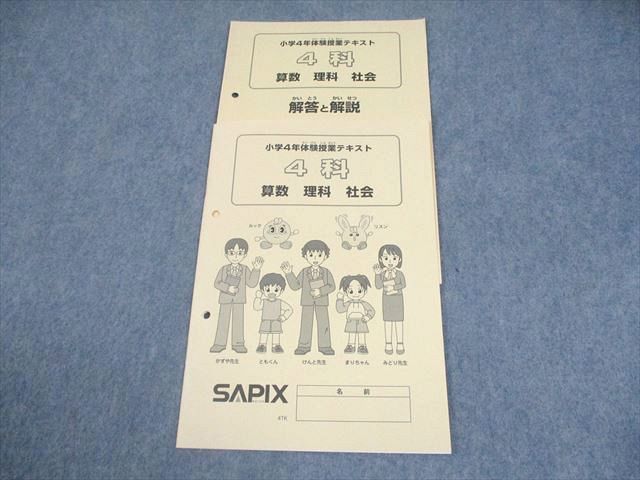 小学4年体験授業テキスト
4科
算数 理科 社会
かい とう かい せつ
解答と解説
小学4年体験授業テキスト
4科
算数 理科 社会
ルック
リスン
かずや先生
ともくん
けんと先生
まりちゃん
みどり先生
SAPIX
名 前
4TK